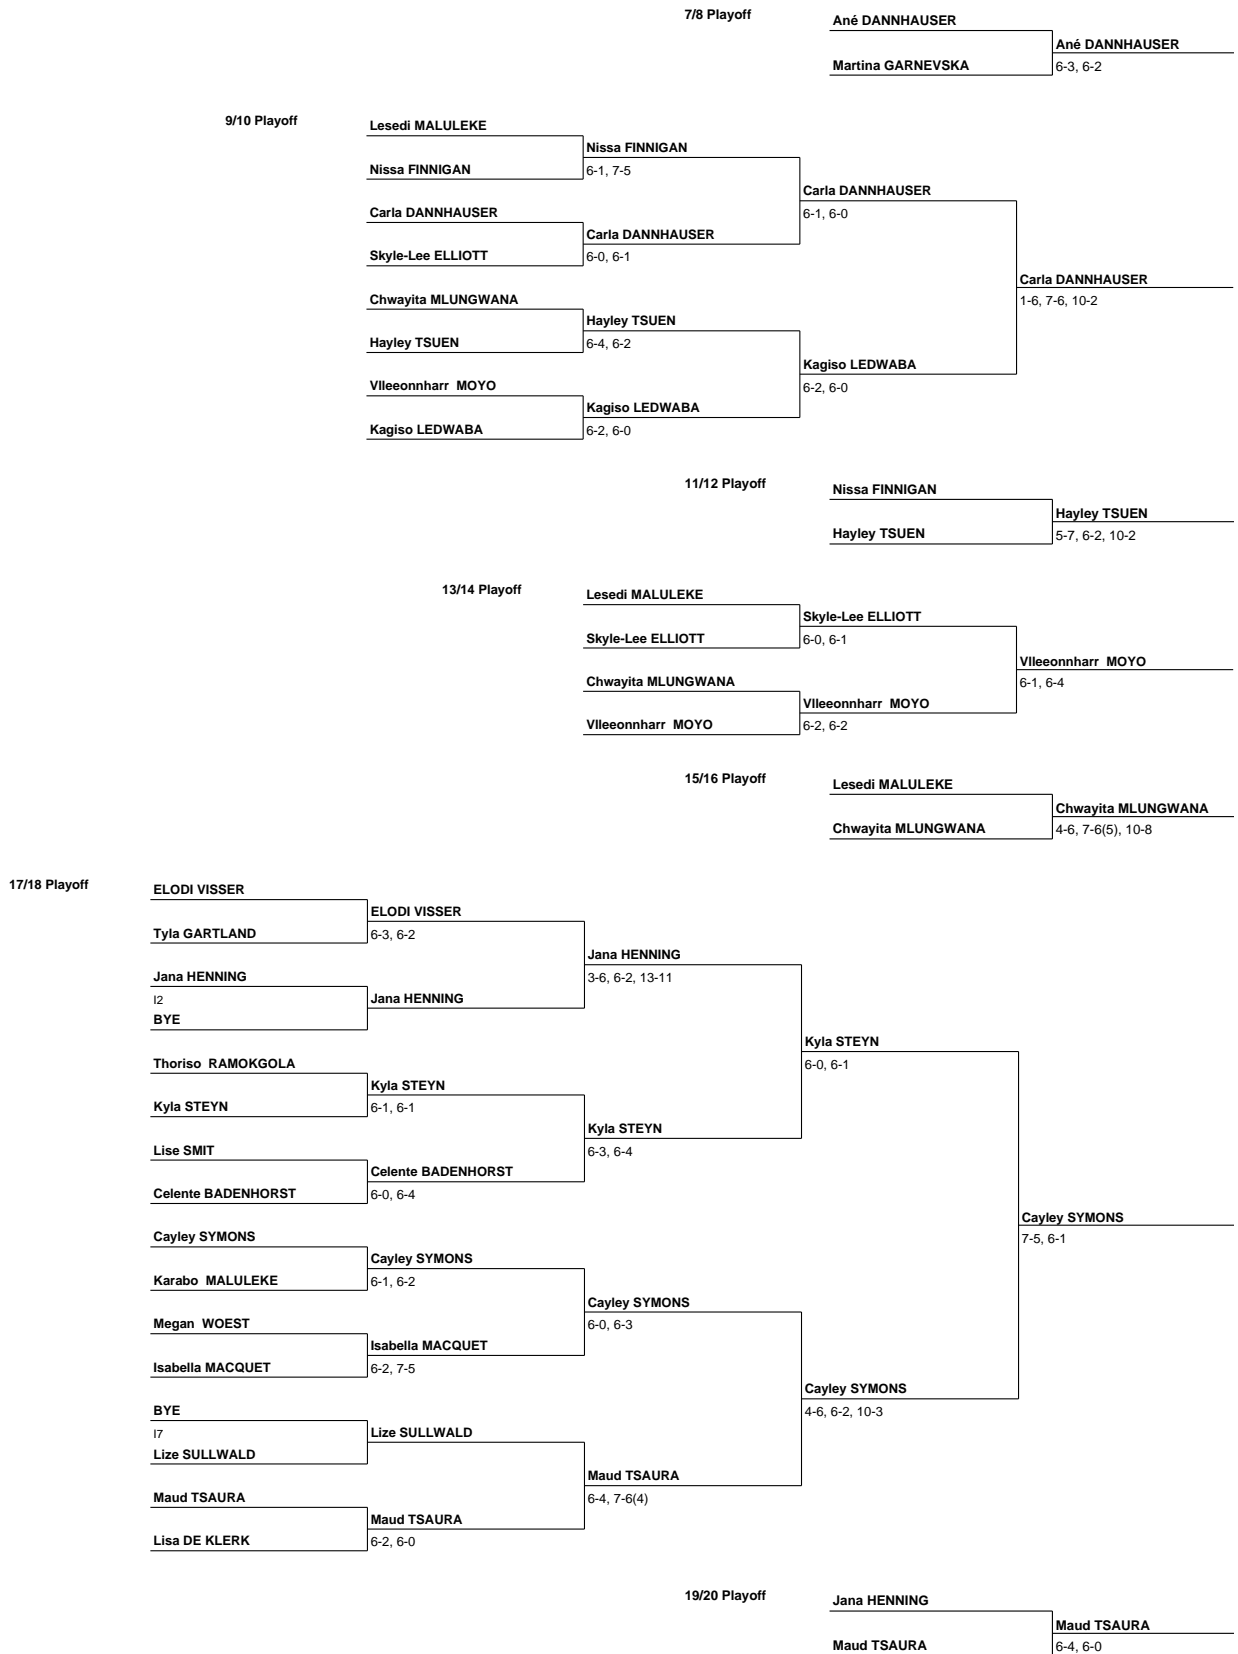 7/8 Playoff
Ané DANNHAUSER
Ané DANNHAUSER
Martina GARNEVSKA
6-3, 6-2
9/10 Playoff
Lesedi MALULEKE
Nissa FINNIGAN
Nissa FINNIGAN
6-1, 7-5
Carla DANNHAUSER
6-1, 6-0
Carla DANNHAUSER
Carla DANNHAUSER
Skyle-Lee ELLIOTT
6-0, 6-1
Carla DANNHAUSER
1-6, 7-6, 10-2
Chwayita MLUNGWANA
Hayley TSUEN
Hayley TSUEN
6-4, 6-2
Kagiso LEDWABA
6-2, 6-0
Vlleeonnharr  MOYO
Kagiso LEDWABA
Kagiso LEDWABA
6-2, 6-0
11/12 Playoff
Nissa FINNIGAN
Hayley TSUEN
Hayley TSUEN
5-7, 6-2, 10-2
13/14 Playoff
Lesedi MALULEKE
Skyle-Lee ELLIOTT
Skyle-Lee ELLIOTT
6-0, 6-1
Vlleeonnharr  MOYO
6-1, 6-4
Chwayita MLUNGWANA
Vlleeonnharr  MOYO
Vlleeonnharr  MOYO
6-2, 6-2
15/16 Playoff
Lesedi MALULEKE
Chwayita MLUNGWANA
Chwayita MLUNGWANA
4-6, 7-6(5), 10-8
17/18 Playoff
ELODI VISSER
ELODI VISSER
Tyla GARTLAND
6-3, 6-2
Jana HENNING
3-6, 6-2, 13-11
Jana HENNING
I2
Jana HENNING
BYE
Kyla STEYN
6-0, 6-1
Thoriso  RAMOKGOLA
Kyla STEYN
Kyla STEYN
6-1, 6-1
Kyla STEYN
6-3, 6-4
Lise SMIT
Celente BADENHORST
Celente BADENHORST
6-0, 6-4
Cayley SYMONS
7-5, 6-1
Cayley SYMONS
Cayley SYMONS
Karabo  MALULEKE
6-1, 6-2
Cayley SYMONS
6-0, 6-3
Megan  WOEST
Isabella MACQUET
Isabella MACQUET
6-2, 7-5
Cayley SYMONS
4-6, 6-2, 10-3
BYE
I7
Lize SULLWALD
Lize SULLWALD
Maud TSAURA
6-4, 7-6(4)
Maud TSAURA
Maud TSAURA
Lisa DE KLERK
6-2, 6-0
19/20 Playoff
Jana HENNING
Maud TSAURA
Maud TSAURA
6-4, 6-0